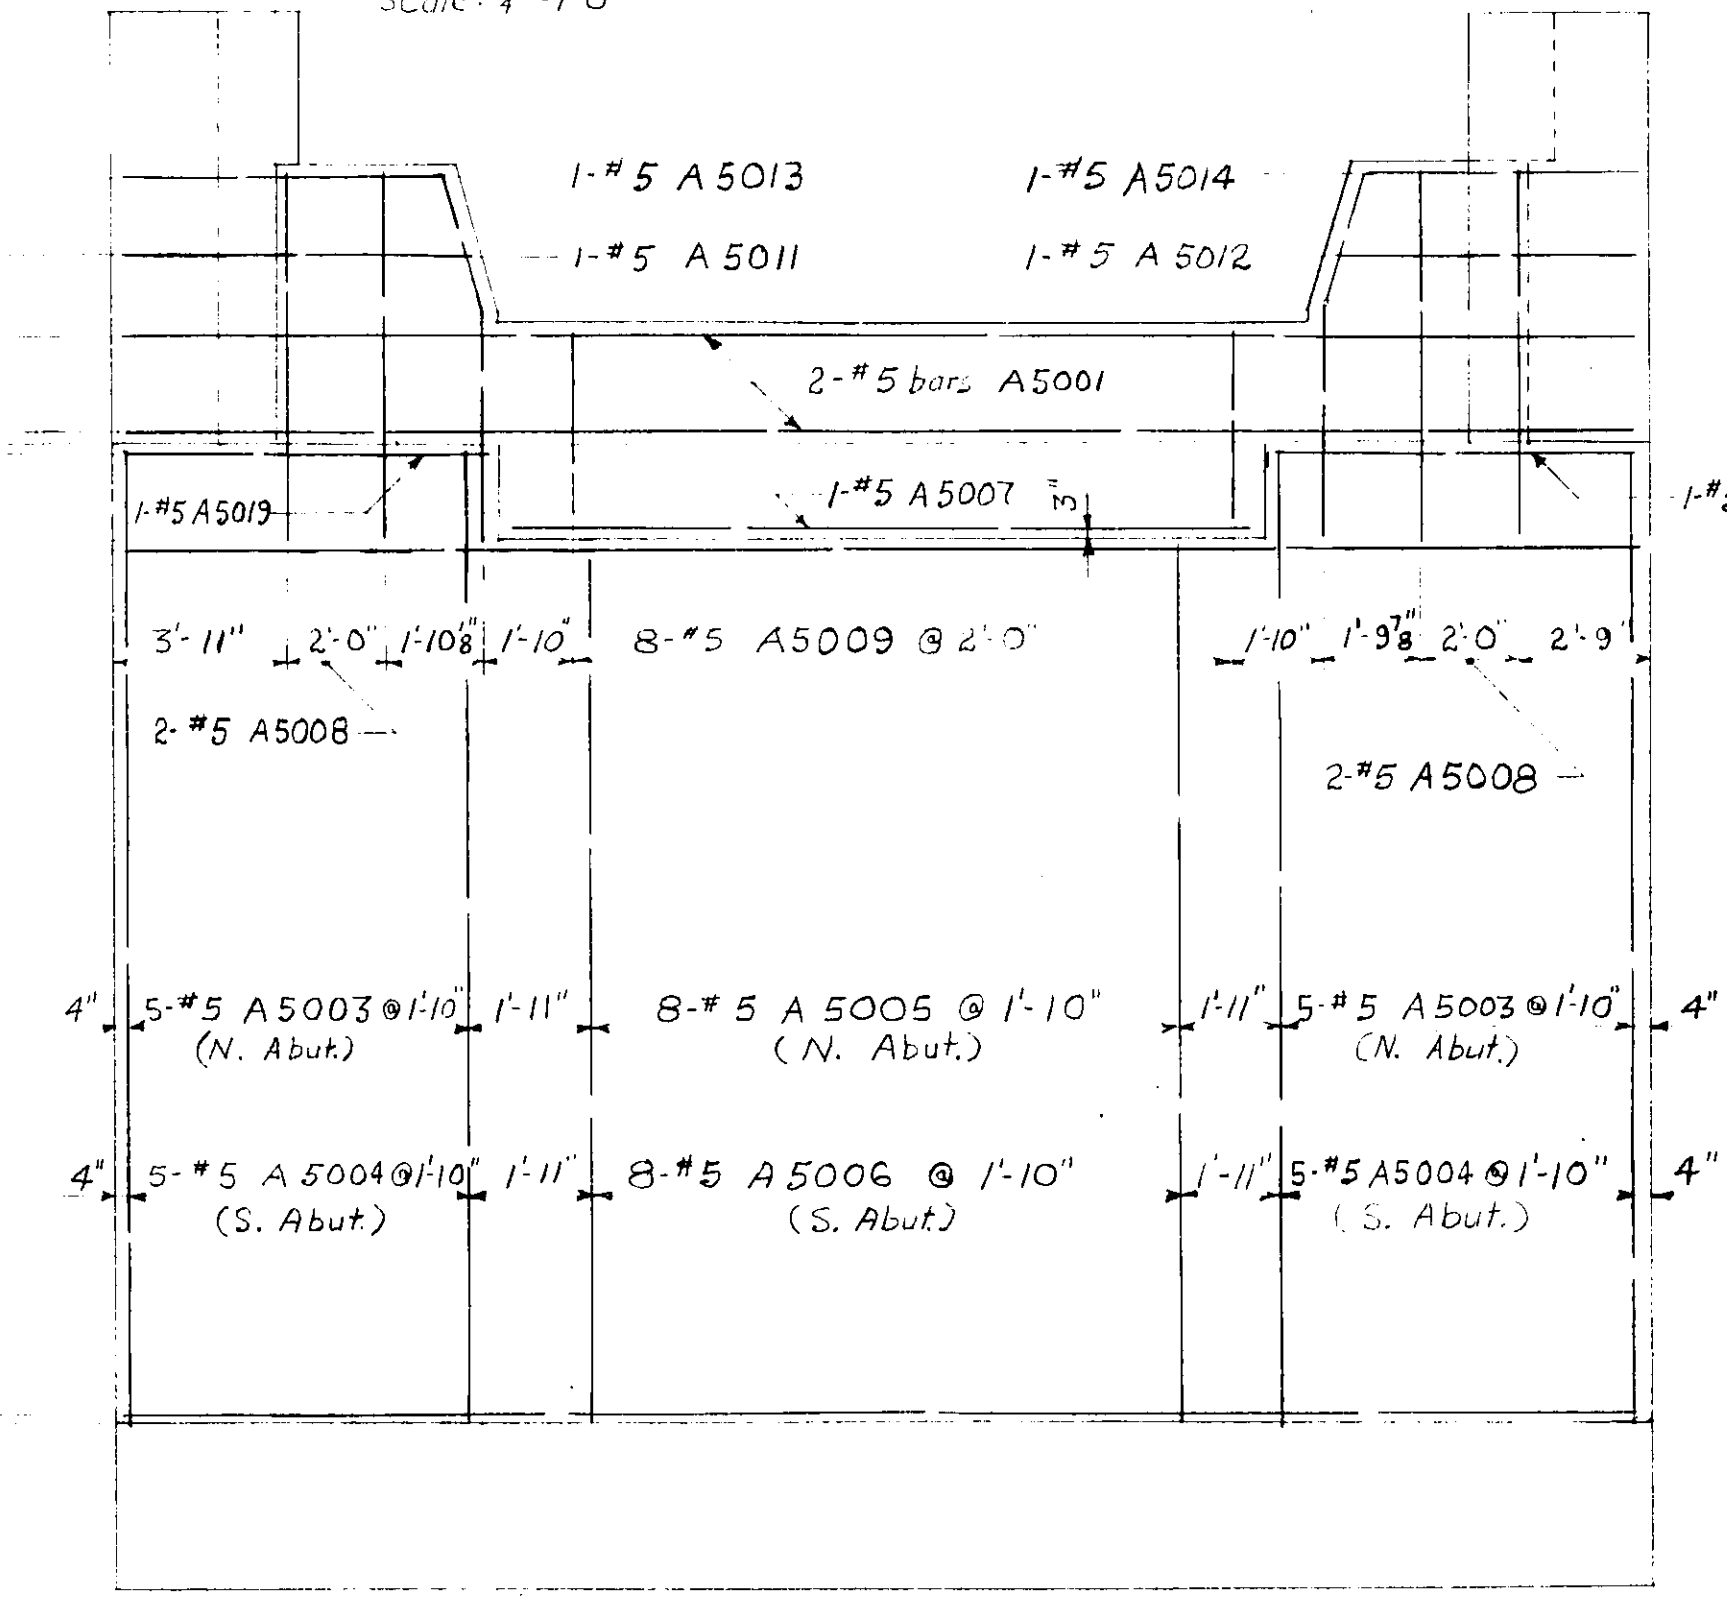 Scale: 4" -1'-0"
1-#5 A5013 1-#5 A5014
1-#5 A5011 1-#5 A5012
2-#5 bars A5001
1-#5 A5019 1-#5 A5007 3"
3'-11" 2'-0" 1'-10⅛" 1'-10" 8-#5 A5009 @ 2'-0" 1'-10" 1'-9⅞" 2'-0" 2'-9"
2-#5 A5008
2-#5 A5008
4" 5-#5 A5003 @ 1'-10" 1'-11" 8-#5 A5005 @ 1'-10" 1'-11" 5-#5 A5003 @ 1'-10" 4"
(N. Abut.) (N. Abut.) (N. Abut.)
4" 5-#5 A5004 @ 1'-10" 1'-11" 8-#5 A5006 @ 1'-10" 1'-11" 5-#5 A5004 @ 1'-10" 4"
(S. Abut.) (S. Abut.) (S. Abut.)